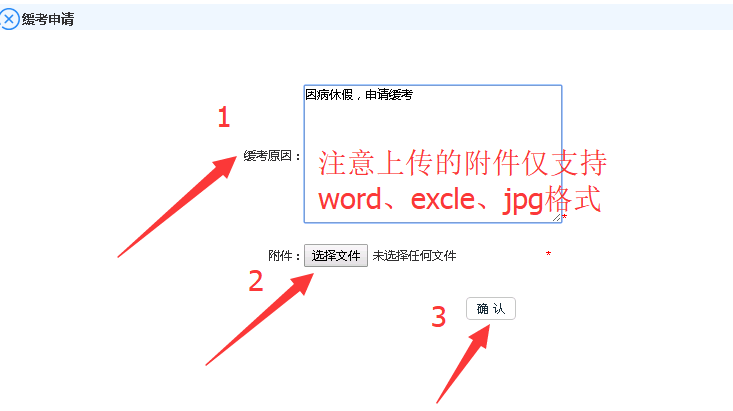 缓考申请
因病休假，申请缓考
1
缓考原因：
注意上传的附件仅支持
word、excle、jpg格式
*
附件： 选择文件 未选择任何文件 *
2
3
确 认